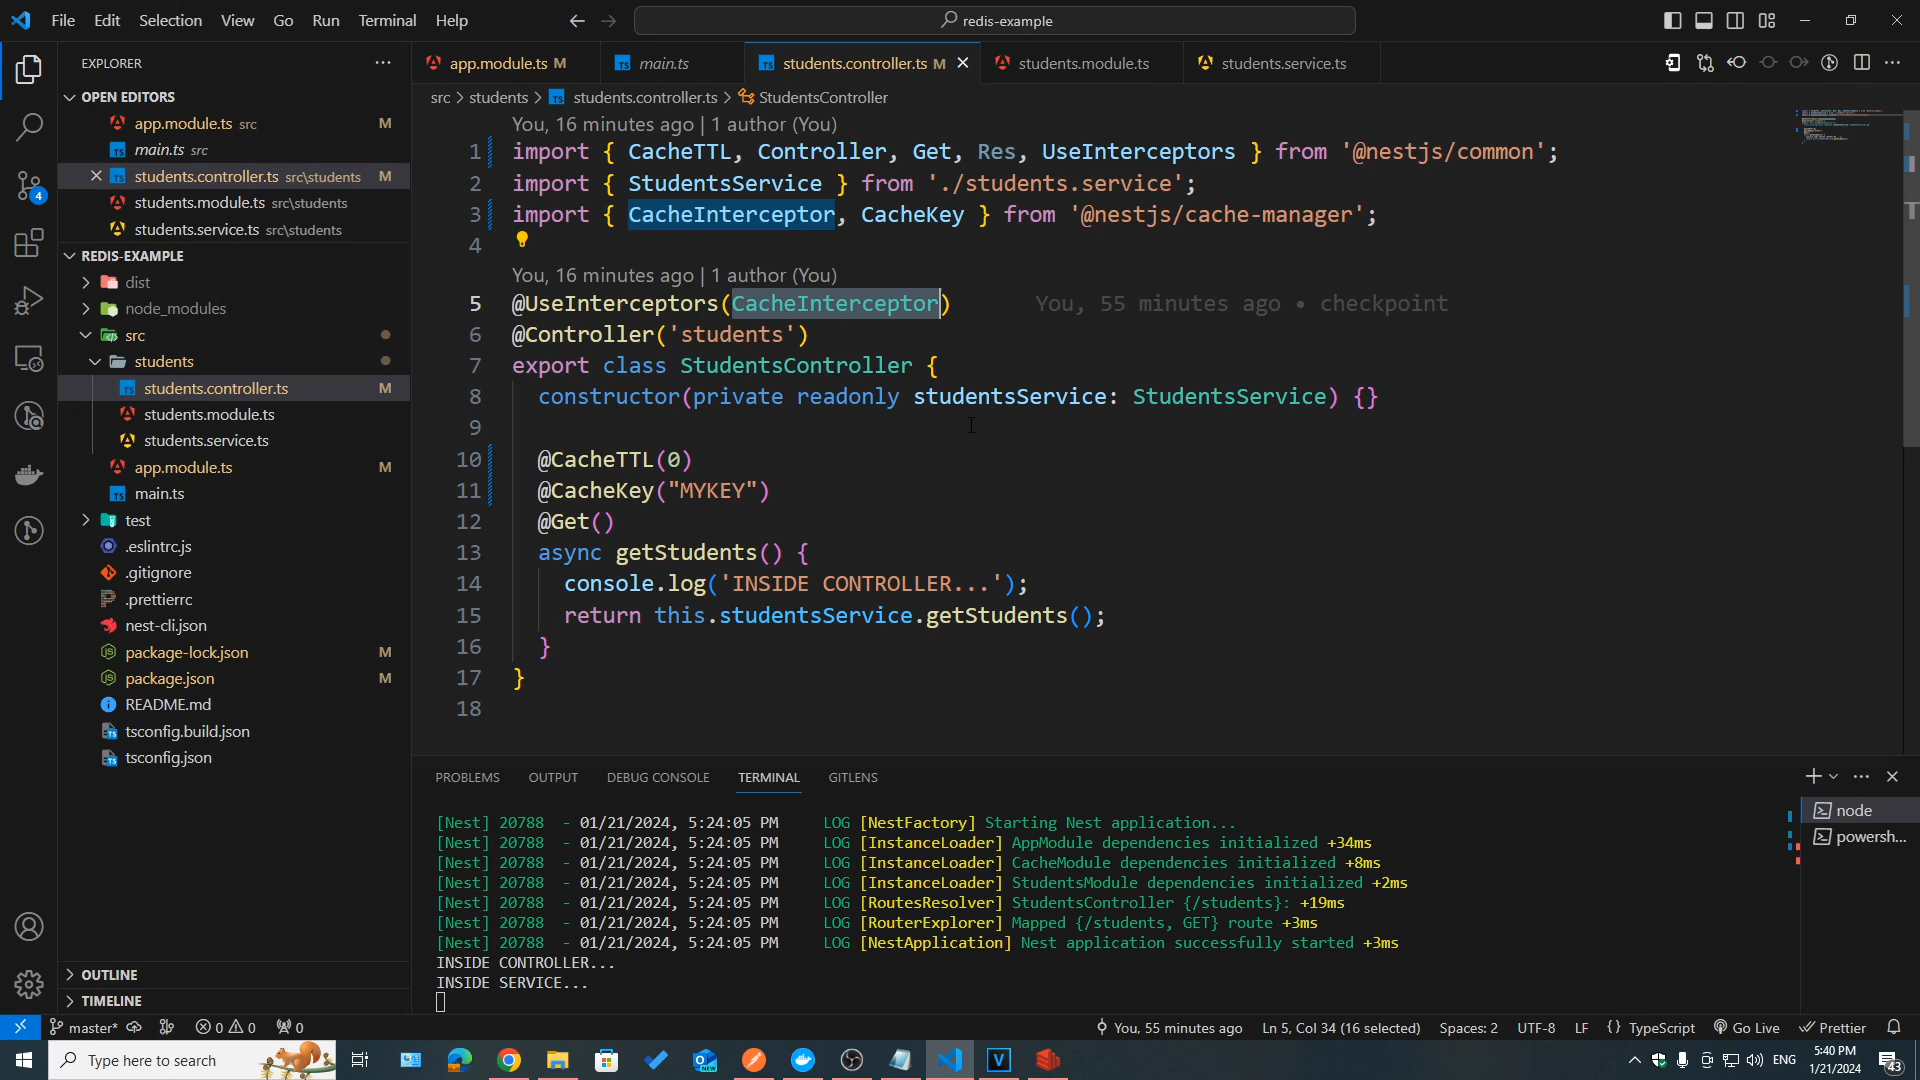 File Edit Selection View Go Run Terminal Help
redis-example
EXPLORER
OPEN EDITORS
app.module.ts src M
main.ts src
students.controller.ts src\students M
students.module.ts src\students
students.service.ts src\students
REDIS-EXAMPLE
dist
node_modules
src
students
students.controller.ts M
students.module.ts
students.service.ts
app.module.ts M
main.ts
test
.eslintrc.js
.gitignore
.prettierrc
nest-cli.json
package-lock.json M
package.json M
README.md
tsconfig.build.json
tsconfig.json
OUTLINE
TIMELINE
4
app.module.ts M
main.ts
students.controller.ts M
students.module.ts
students.service.ts
src > students > students.controller.ts > StudentsController
You, 16 minutes ago | 1 author (You)
1 import { CacheTTL, Controller, Get, Res, UseInterceptors } from '@nestjs/common';
2 import { StudentsService } from './students.service';
3 import { CacheInterceptor, CacheKey } from '@nestjs/cache-manager';
4
You, 16 minutes ago | 1 author (You)
5 @UseInterceptors(CacheInterceptor) You, 55 minutes ago • checkpoint
6 @Controller('students')
7 export class StudentsController {
8 constructor(private readonly studentsService: StudentsService) {}
9
10 @CacheTTL(0)
11 @CacheKey("MYKEY")
12 @Get()
13 async getStudents() {
14 console.log('INSIDE CONTROLLER...');
15 return this.studentsService.getStudents();
16 }
17 }
18
PROBLEMS OUTPUT DEBUG CONSOLE TERMINAL GITLENS
[Nest] 20788 - 01/21/2024, 5:24:05 PM LOG [NestFactory] Starting Nest application...
[Nest] 20788 - 01/21/2024, 5:24:05 PM LOG [InstanceLoader] AppModule dependencies initialized +34ms
[Nest] 20788 - 01/21/2024, 5:24:05 PM LOG [InstanceLoader] CacheModule dependencies initialized +8ms
[Nest] 20788 - 01/21/2024, 5:24:05 PM LOG [InstanceLoader] StudentsModule dependencies initialized +2ms
[Nest] 20788 - 01/21/2024, 5:24:05 PM LOG [RoutesResolver] StudentsController {/students}: +19ms
[Nest] 20788 - 01/21/2024, 5:24:05 PM LOG [RouterExplorer] Mapped {/students, GET} route +3ms
[Nest] 20788 - 01/21/2024, 5:24:05 PM LOG [NestApplication] Nest application successfully started +3ms
INSIDE CONTROLLER...
INSIDE SERVICE...
node
powersh...
master* 0 0 0 You, 55 minutes ago Ln 5, Col 34 (16 selected) Spaces: 2 UTF-8 LF {} TypeScript Go Live Prettier
Type here to search
ENG
5:40 PM
1/21/2024
43